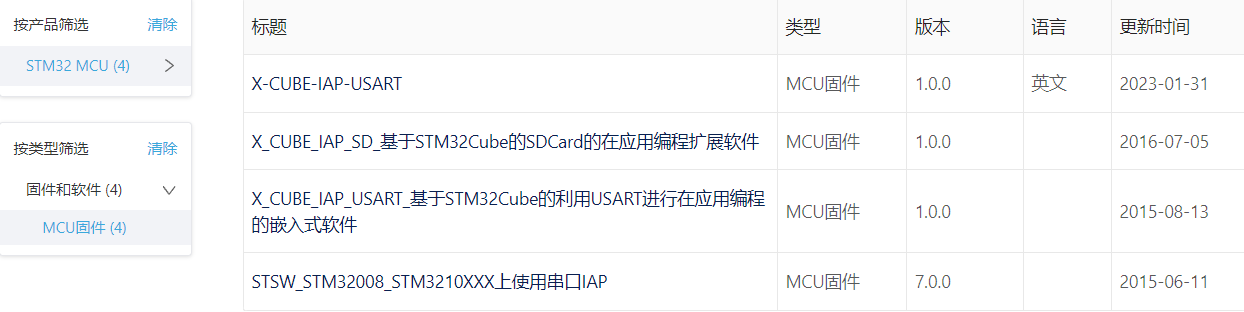 按产品筛选 清除
STM32 MCU (4)
按类型筛选 清除
固件和软件 (4)
MCU固件 (4)
标题 类型 版本 语言 更新时间
X-CUBE-IAP-USART MCU固件 1.0.0 英文 2023-01-31
X_CUBE_IAP_SD_基于STM32Cube的SDCard的在应用编程扩展软件 MCU固件 1.0.0 2016-07-05
X_CUBE_IAP_USART_基于STM32Cube的利用USART进行在应用编程
的嵌入式软件 MCU固件 1.0.0 2015-08-13
STSW_STM32008_STM3210XXX上使用串口IAP MCU固件 7.0.0 2015-06-11